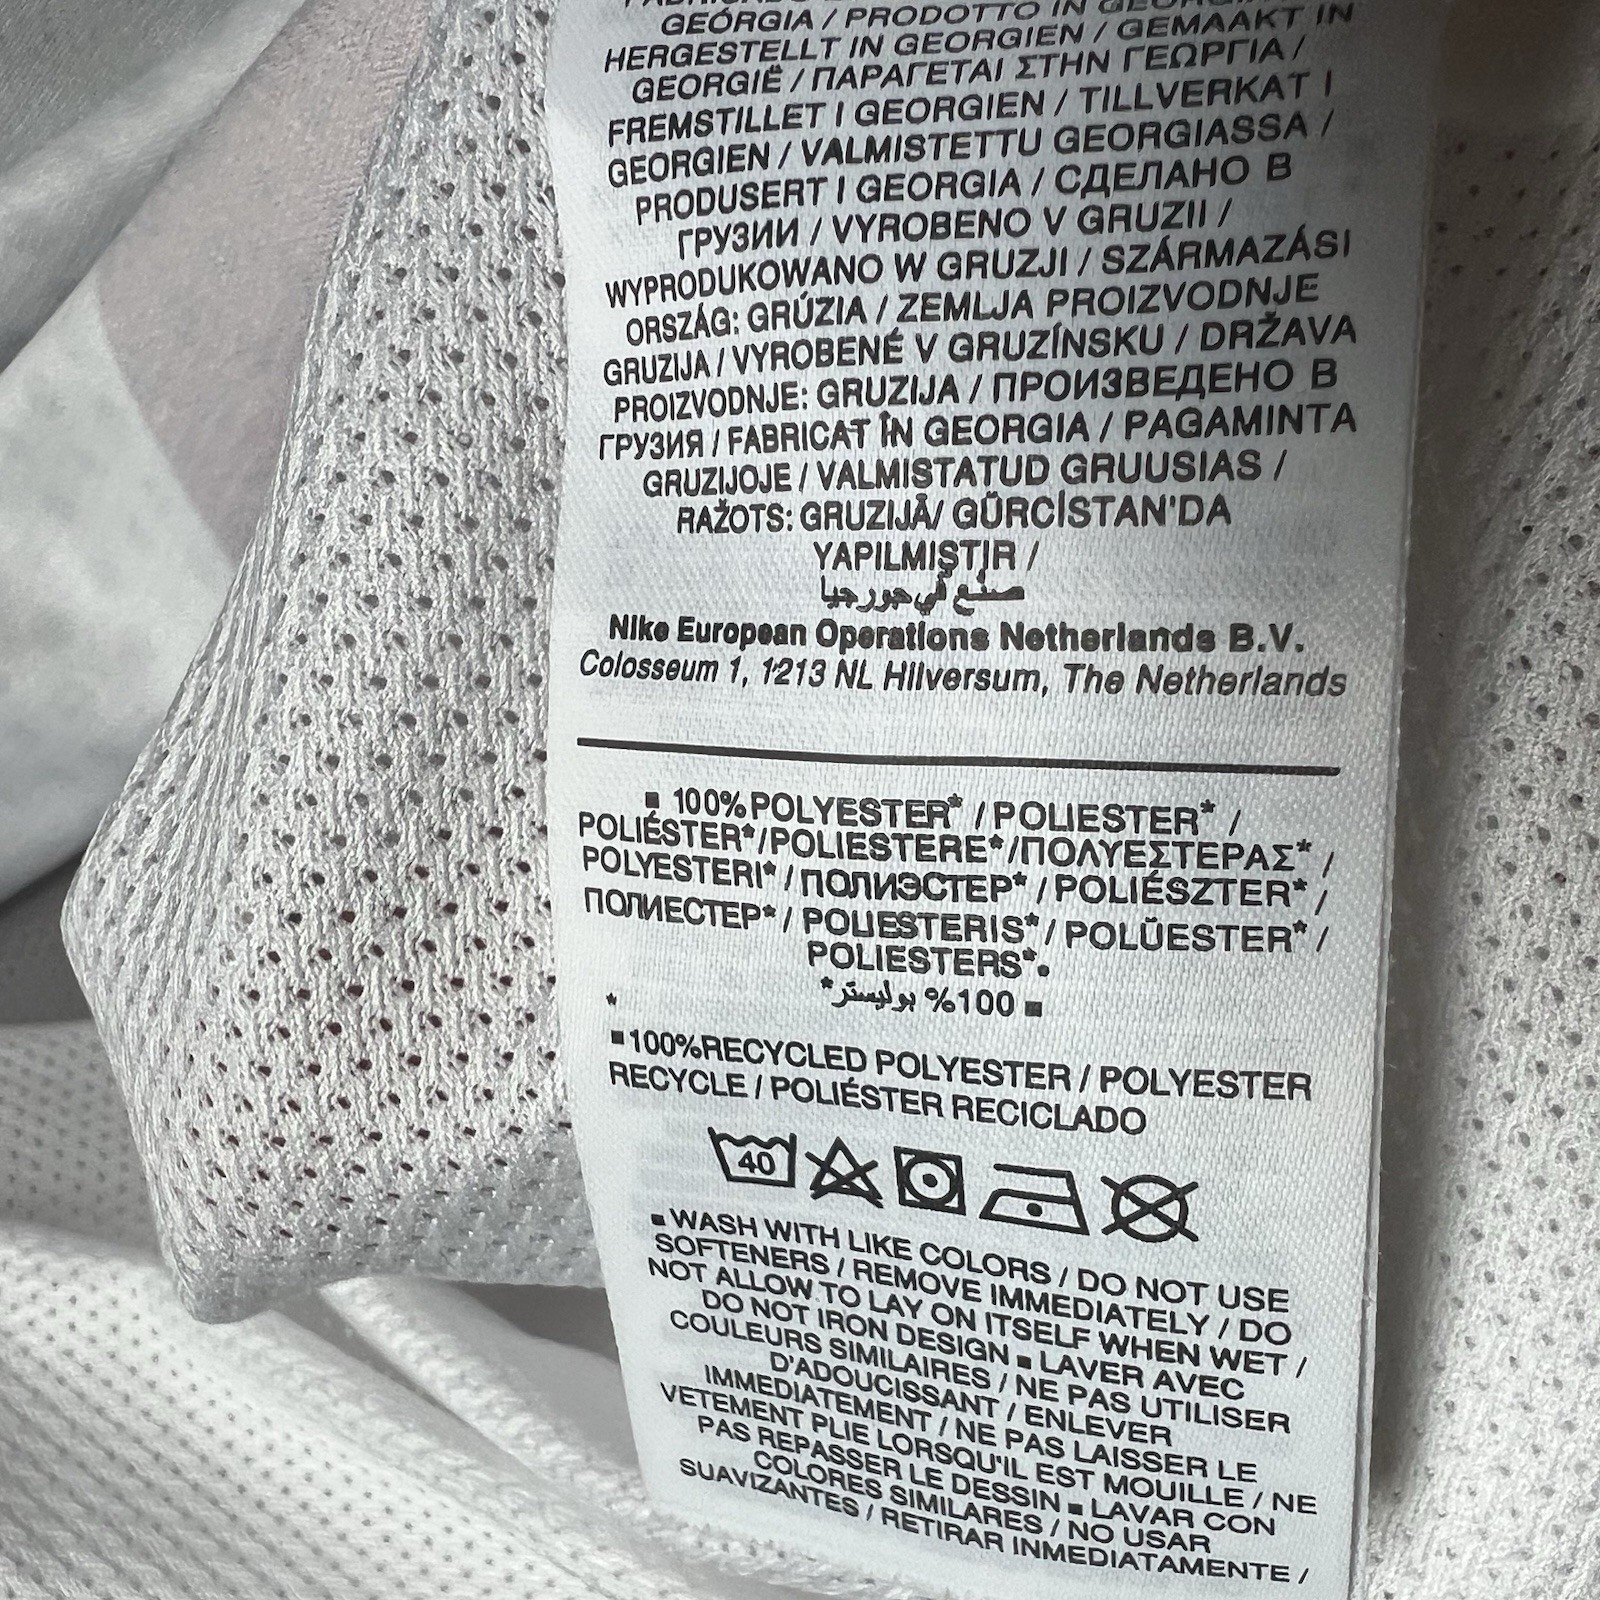 GEÓRGIA / PRODOTTO IN
HERGESTELLT IN GEORGIEN / GEMAAKT IN
GEORGIË / ΠΑΡΑΓΕΤΑΙ ΣΤΗΝ ΓΕΩΡΓΙΑ /
FREMSTILLET I GEORGIEN / TILLVERKAT I
GEORGIEN / VALMISTETTU GEORGIASSA /
PRODUSERT I GEORGIA / СДЕЛАНО В
ГРУЗИИ / VYROBENO V GRUZII /
WYPRODUKOWANO W GRUZJI / SZÁRMAZÁSI
ORSZÁG: GRÚZIA / ZEMLJA PROIZVODNJE
GRUZIJA / VYROBENÉ V GRUZÍNSKU / DRŽAVA
PROIZVODNJE: GRUZIJA / ПРОИЗВЕДЕНО В
ГРУЗИЯ / FABRICAT ÎN GEORGIA / PAGAMINTA
GRUZIJOJE / VALMISTATUD GRUUSIAS /
RAŽOTS: GRUZIJĀ/ GÜRCİSTAN'DA
YAPILMIŞTIR /
صنع في جورجيا
Nike European Operations Netherlands B.V.
Colosseum 1, 1213 NL Hilversum, The Netherlands
▪ 100%POLYESTER* / POLIESTER* /
POLIÉSTER*/POLIESTERE*/ΠΟΛΥΕΣΤΕΡΑΣ* /
POLYESTERI* / ПОЛИЭСТЕР* / POLIÉSZTER* /
ПОЛИЕСТЕР* / POLIESTERIS* / POLÜESTER* /
POLIESTERS*.
▪ 100% بوليستر*
*
▪100%RECYCLED POLYESTER / POLYESTER
RECYCLE / POLIÉSTER RECICLADO
40
▪WASH WITH LIKE COLORS / DO NOT USE
SOFTENERS / REMOVE IMMEDIATELY / DO
NOT ALLOW TO LAY ON ITSELF WHEN WET /
DO NOT IRON DESIGN ▪ LAVER AVEC
COULEURS SIMILAIRES / NE PAS UTILISER
D'ADOUCISSANT / ENLEVER
IMMEDIATEMENT / NE PAS LAISSER LE
VETEMENT PLIE LORSQU'IL EST MOUILLE / NE
PAS REPASSER LE DESSIN ▪ LAVAR CON
COLORES SIMILARES / NO USAR
SUAVIZANTES / RETIRAR INMEDIATAMENTE /